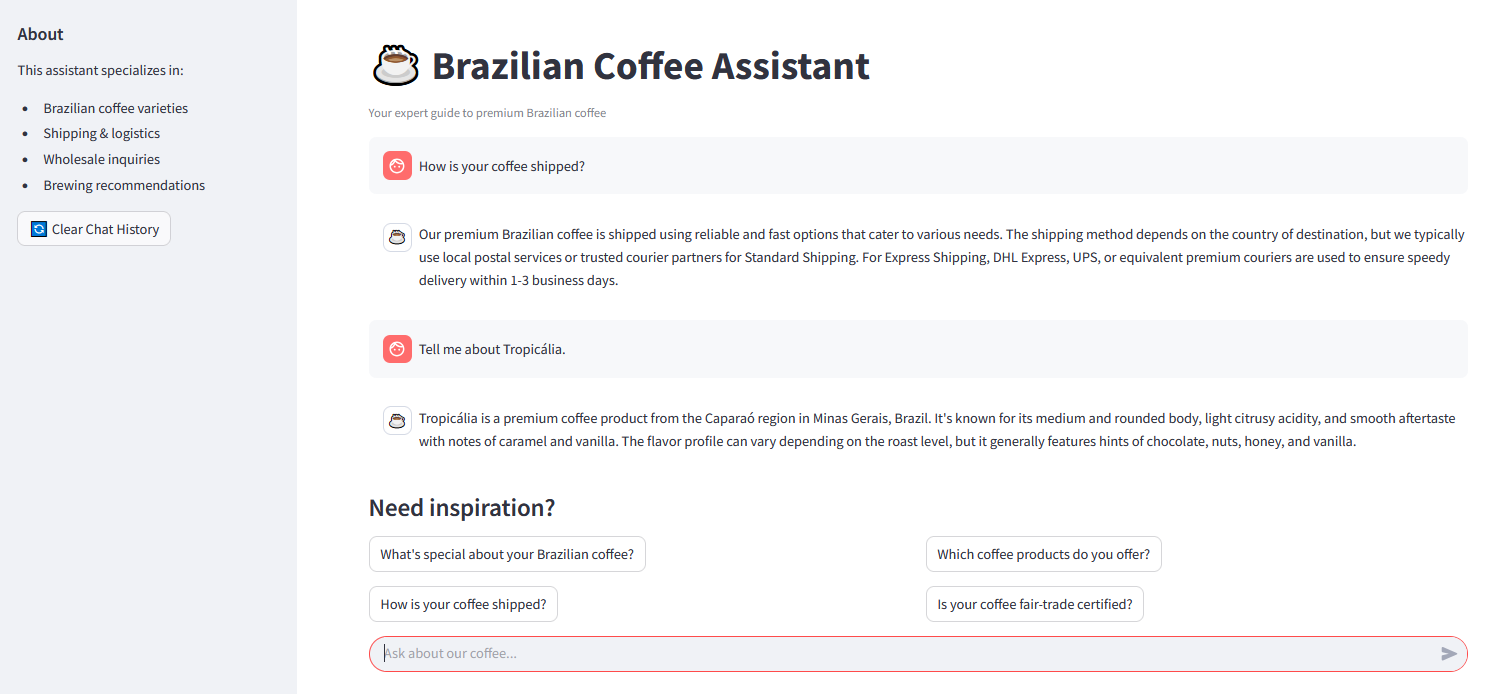 About
This assistant specializes in:
• Brazilian coffee varieties
• Shipping & logistics
• Wholesale inquiries
• Brewing recommendations
Clear Chat History
Brazilian Coffee Assistant
Your expert guide to premium Brazilian coffee
How is your coffee shipped?
Our premium Brazilian coffee is shipped using reliable and fast options that cater to various needs. The shipping method depends on the country of destination, but we typically
use local postal services or trusted courier partners for Standard Shipping. For Express Shipping, DHL Express, UPS, or equivalent premium couriers are used to ensure speedy
delivery within 1-3 business days.
Tell me about Tropicália.
Tropicália is a premium coffee product from the Caparaó region in Minas Gerais, Brazil. It's known for its medium and rounded body, light citrusy acidity, and smooth aftertaste
with notes of caramel and vanilla. The flavor profile can vary depending on the roast level, but it generally features hints of chocolate, nuts, honey, and vanilla.
Need inspiration?
What's special about your Brazilian coffee?
Which coffee products do you offer?
How is your coffee shipped?
Is your coffee fair-trade certified?
Ask about our coffee...